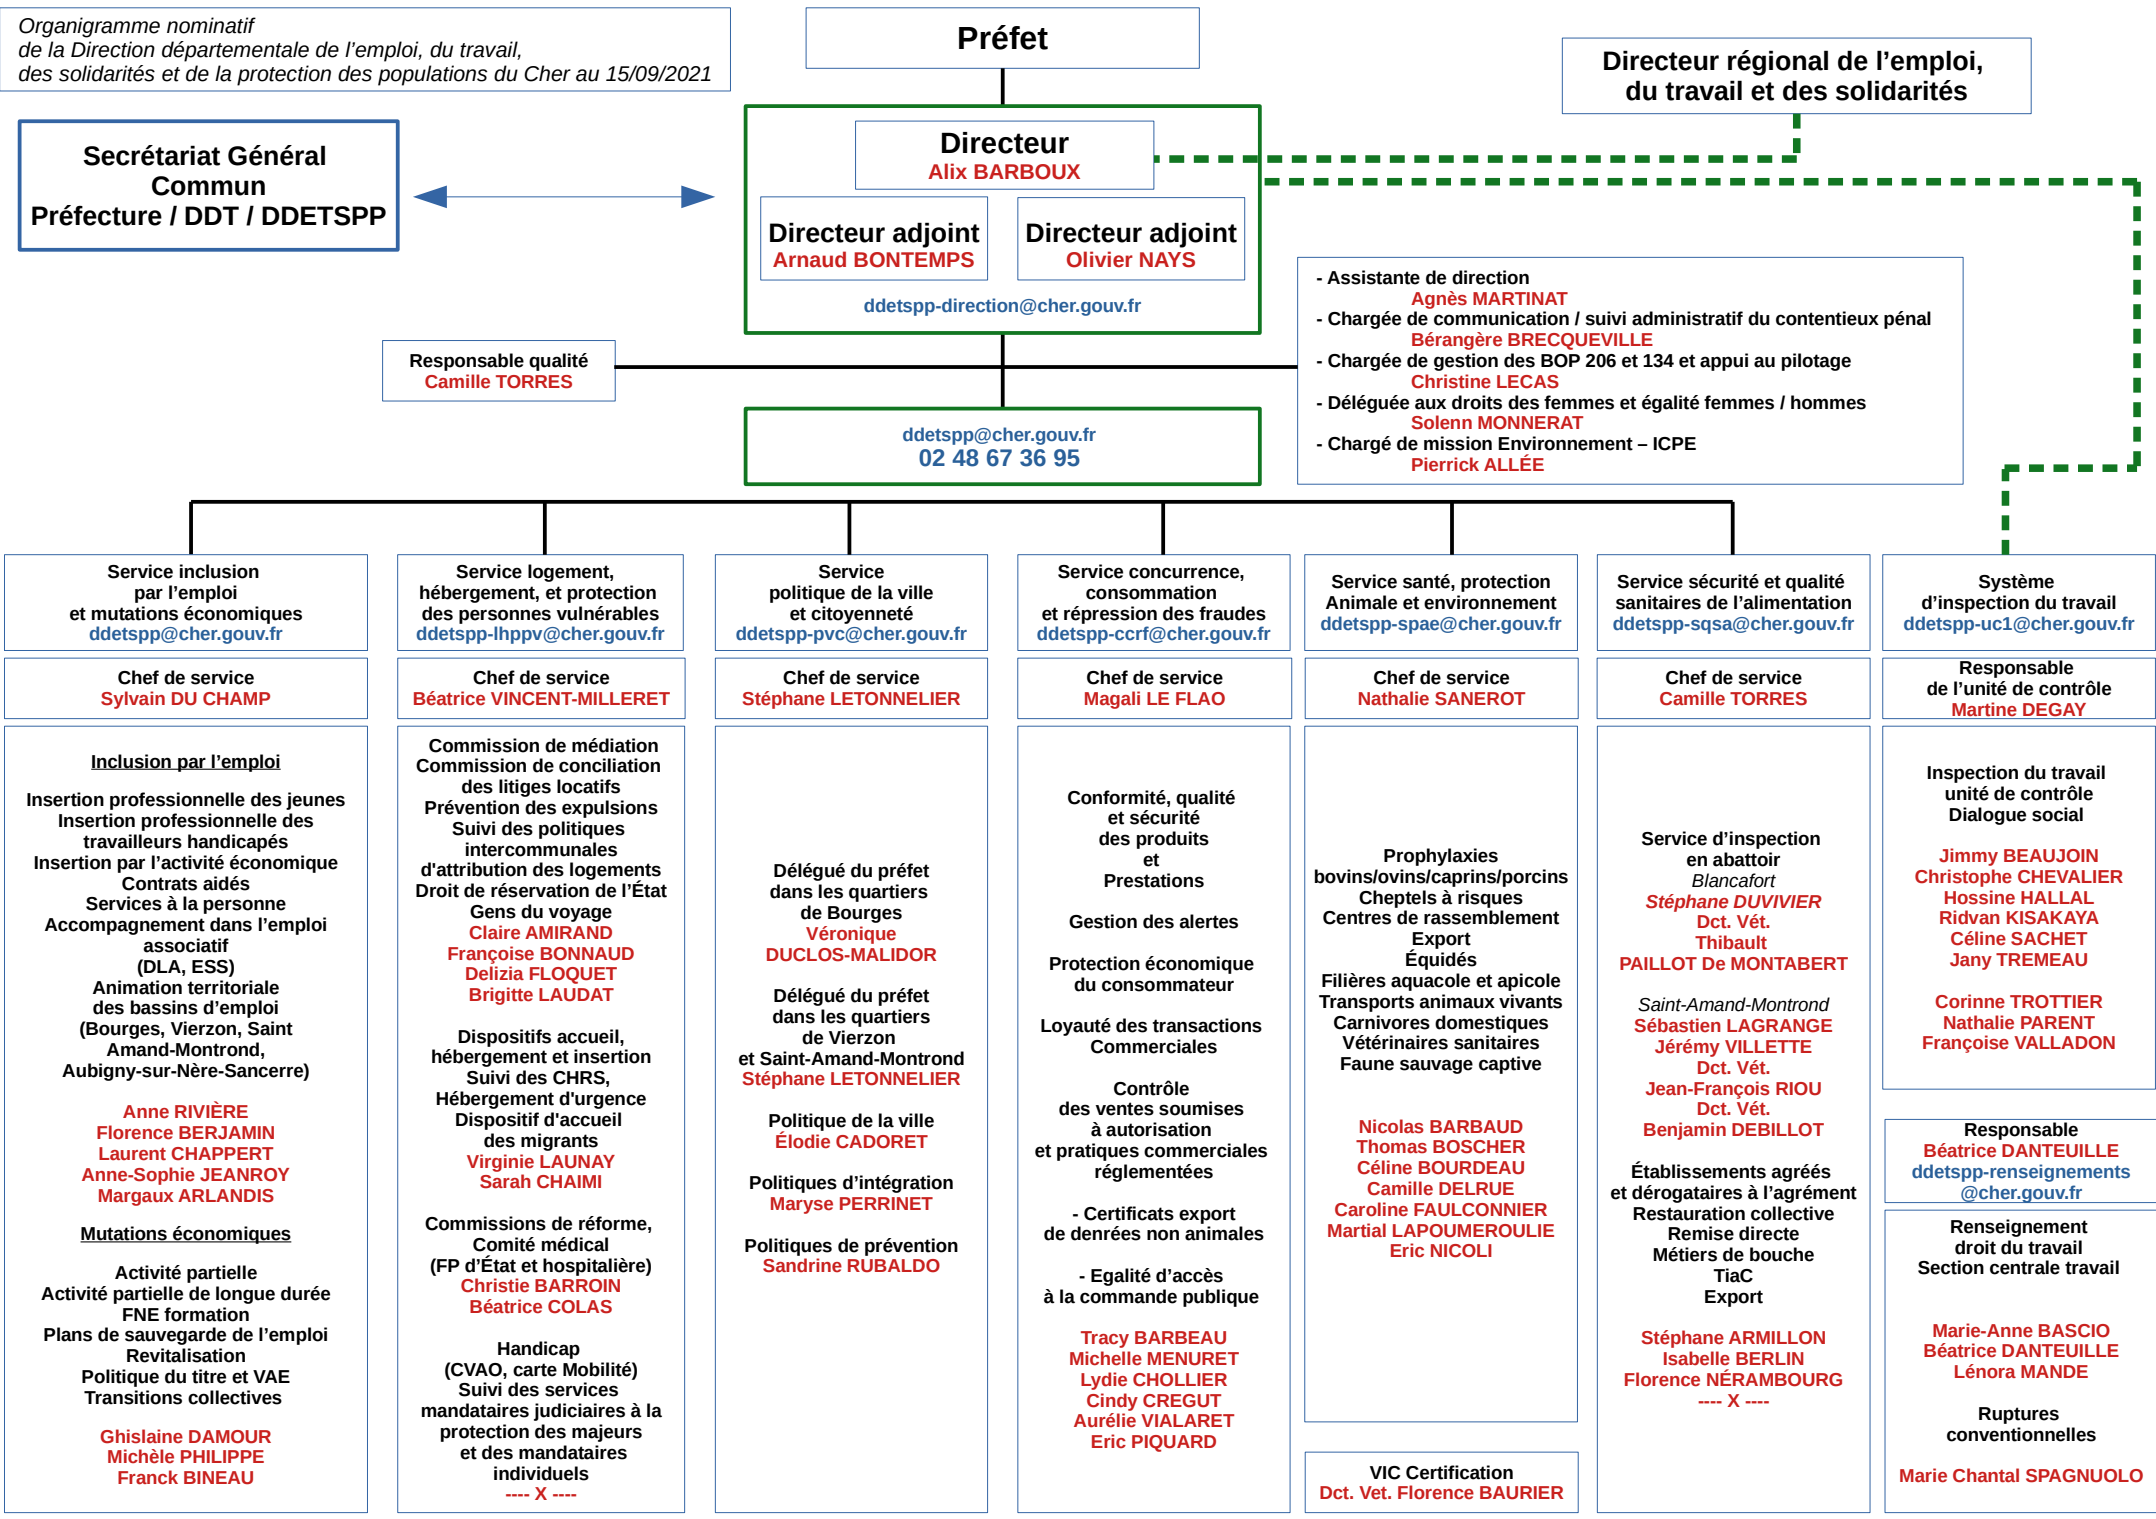 Organigramme nominatif
de la Direction départementale de l'emploi, du travail,
des solidarités et de la protection des populations du Cher au 15/09/2021
Préfet
Directeur régional de l'emploi,
du travail et des solidarités
Secrétariat Général
Commun
Préfecture / DDT / DDETSPP
Directeur
Alix BARBOUX
Directeur adjoint
Arnaud BONTEMPS
Directeur adjoint
Olivier NAYS
ddetspp-direction@cher.gouv.fr
- Assistante de direction
Agnès MARTINAT
- Chargée de communication / suivi administratif du contentieux pénal
Bérangère BRECQUEVILLE
- Chargée de gestion des BOP 206 et 134 et appui au pilotage
Christine LECAS
- Déléguée aux droits des femmes et égalité femmes / hommes
Solenn MONNERAT
- Chargé de mission Environnement – ICPE
Pierrick ALLÉE
Responsable qualité
Camille TORRES
ddetspp@cher.gouv.fr
02 48 67 36 95
Service inclusion
par l'emploi
et mutations économiques
ddetspp@cher.gouv.fr
Chef de service
Sylvain DU CHAMP
Inclusion par l'emploi
Insertion professionnelle des jeunes
Insertion professionnelle des
travailleurs handicapés
Insertion par l'activité économique
Contrats aidés
Services à la personne
Accompagnement dans l'emploi
associatif
(DLA, ESS)
Animation territoriale
des bassins d'emploi
(Bourges, Vierzon, Saint
Amand-Montrond,
Aubigny-sur-Nère-Sancerre)
Anne RIVIÈRE
Florence BERJAMIN
Laurent CHAPPERT
Anne-Sophie JEANROY
Margaux ARLANDIS
Mutations économiques
Activité partielle
Activité partielle de longue durée
FNE formation
Plans de sauvegarde de l'emploi
Revitalisation
Politique du titre et VAE
Transitions collectives
Ghislaine DAMOUR
Michèle PHILIPPE
Franck BINEAU
Service logement,
hébergement, et protection
des personnes vulnérables
ddetspp-lhppv@cher.gouv.fr
Chef de service
Béatrice VINCENT-MILLERET
Commission de médiation
Commission de conciliation
des litiges locatifs
Prévention des expulsions
Suivi des politiques
intercommunales
d'attribution des logements
Droit de réservation de l'État
Gens du voyage
Claire AMIRAND
Françoise BONNAUD
Delizia FLOQUET
Brigitte LAUDAT
Dispositifs accueil,
hébergement et insertion
Suivi des CHRS,
Hébergement d'urgence
Dispositif d'accueil
des migrants
Virginie LAUNAY
Sarah CHAIMI
Commissions de réforme,
Comité médical
(FP d'État et hospitalière)
Christie BARROIN
Béatrice COLAS
Handicap
(CVAO, carte Mobilité)
Suivi des services
mandataires judiciaires à la
protection des majeurs
et des mandataires
individuels
---- X ----
Service
politique de la ville
et citoyenneté
ddetspp-pvc@cher.gouv.fr
Chef de service
Stéphane LETONNELIER
Délégué du préfet
dans les quartiers
de Bourges
Véronique
DUCLOS-MALIDOR
Délégué du préfet
dans les quartiers
de Vierzon
et Saint-Amand-Montrond
Stéphane LETONNELIER
Politique de la ville
Élodie CADORET
Politiques d'intégration
Maryse PERRINET
Politiques de prévention
Sandrine RUBALDO
Service concurrence,
consommation
et répression des fraudes
ddetspp-ccrf@cher.gouv.fr
Chef de service
Magali LE FLAO
Conformité, qualité
et sécurité
des produits
et
Prestations
Gestion des alertes
Protection économique
du consommateur
Loyauté des transactions
Commerciales
Contrôle
des ventes soumises
à autorisation
et pratiques commerciales
réglementées
- Certificats export
de denrées non animales
- Egalité d'accès
à la commande publique
Tracy BARBEAU
Michelle MENURET
Lydie CHOLLIER
Cindy CREGUT
Aurélie VIALARET
Eric PIQUARD
Service santé, protection
Animale et environnement
ddetspp-spae@cher.gouv.fr
Chef de service
Nathalie SANEROT
Prophylaxies
bovins/ovins/caprins/porcins
Cheptels à risques
Centres de rassemblement
Export
Équidés
Filières aquacole et apicole
Transports animaux vivants
Carnivores domestiques
Vétérinaires sanitaires
Faune sauvage captive
Nicolas BARBAUD
Thomas BOSCHER
Céline BOURDEAU
Camille DELRUE
Caroline FAULCONNIER
Martial LAPOUMEROULIE
Eric NICOLI
VIC Certification
Dct. Vet. Florence BAURIER
Service sécurité et qualité
sanitaires de l'alimentation
ddetspp-sqsa@cher.gouv.fr
Chef de service
Camille TORRES
Service d'inspection
en abattoir
Blancafort
Stéphane DUVIVIER
Dct. Vét.
Thibault
PAILLOT De MONTABERT
Saint-Amand-Montrond
Sébastien LAGRANGE
Jérémy VILLETTE
Dct. Vét.
Jean-François RIOU
Dct. Vét.
Benjamin DEBILLOT
Établissements agréés
et dérogataires à l'agrément
Restauration collective
Remise directe
Métiers de bouche
TiaC
Export
Stéphane ARMILLON
Isabelle BERLIN
Florence NÉRAMBOURG
---- X ----
Système
d'inspection du travail
ddetspp-uc1@cher.gouv.fr
Responsable
de l'unité de contrôle
Martine DEGAY
Inspection du travail
unité de contrôle
Dialogue social
Jimmy BEAUJOIN
Christophe CHEVALIER
Hossine HALLAL
Ridvan KISAKAYA
Céline SACHET
Jany TREMEAU
Corinne TROTTIER
Nathalie PARENT
Françoise VALLADON
Responsable
Béatrice DANTEUILLE
ddetspp-renseignements
@cher.gouv.fr
Renseignement
droit du travail
Section centrale travail
Marie-Anne BASCIO
Béatrice DANTEUILLE
Lénora MANDE
Ruptures
conventionnelles
Marie Chantal SPAGNUOLO